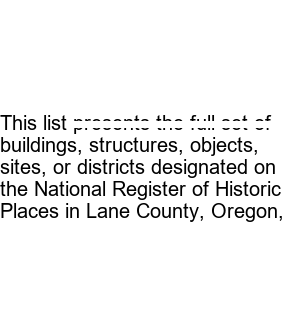 This list presents the full set of
buildings, structures, objects,
sites, or districts designated on
the National Register of Historic
Places in Lane County, Oregon,